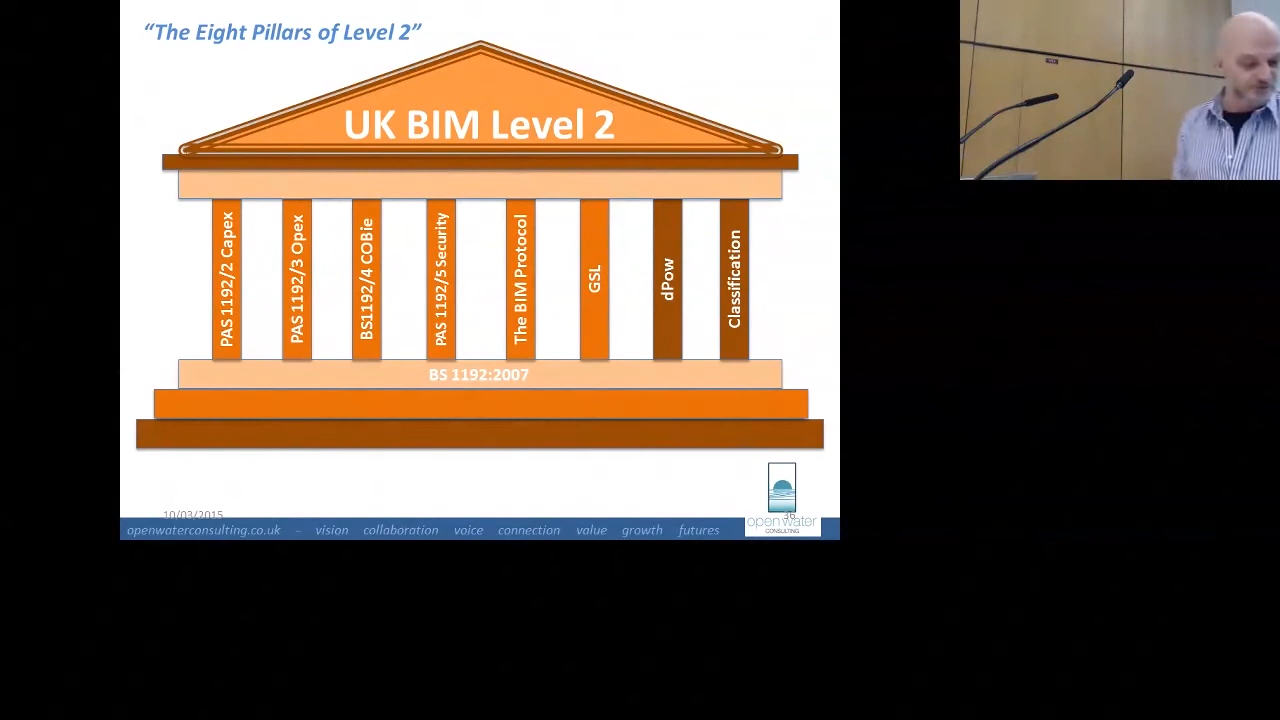 “The Eight Pillars of Level 2”
UK BIM Level 2
PAS 1192/2 Capex
PAS 1192/3 Opex
BS1192/4 COBie
PAS 1192/5 Security
The BIM Protocol
GSL
dPow
Classification
BS 1192:2007
10/03/2015
36
openwaterconsulting.co.uk – vision collaboration voice connection value growth futures
open water
CONSULTING